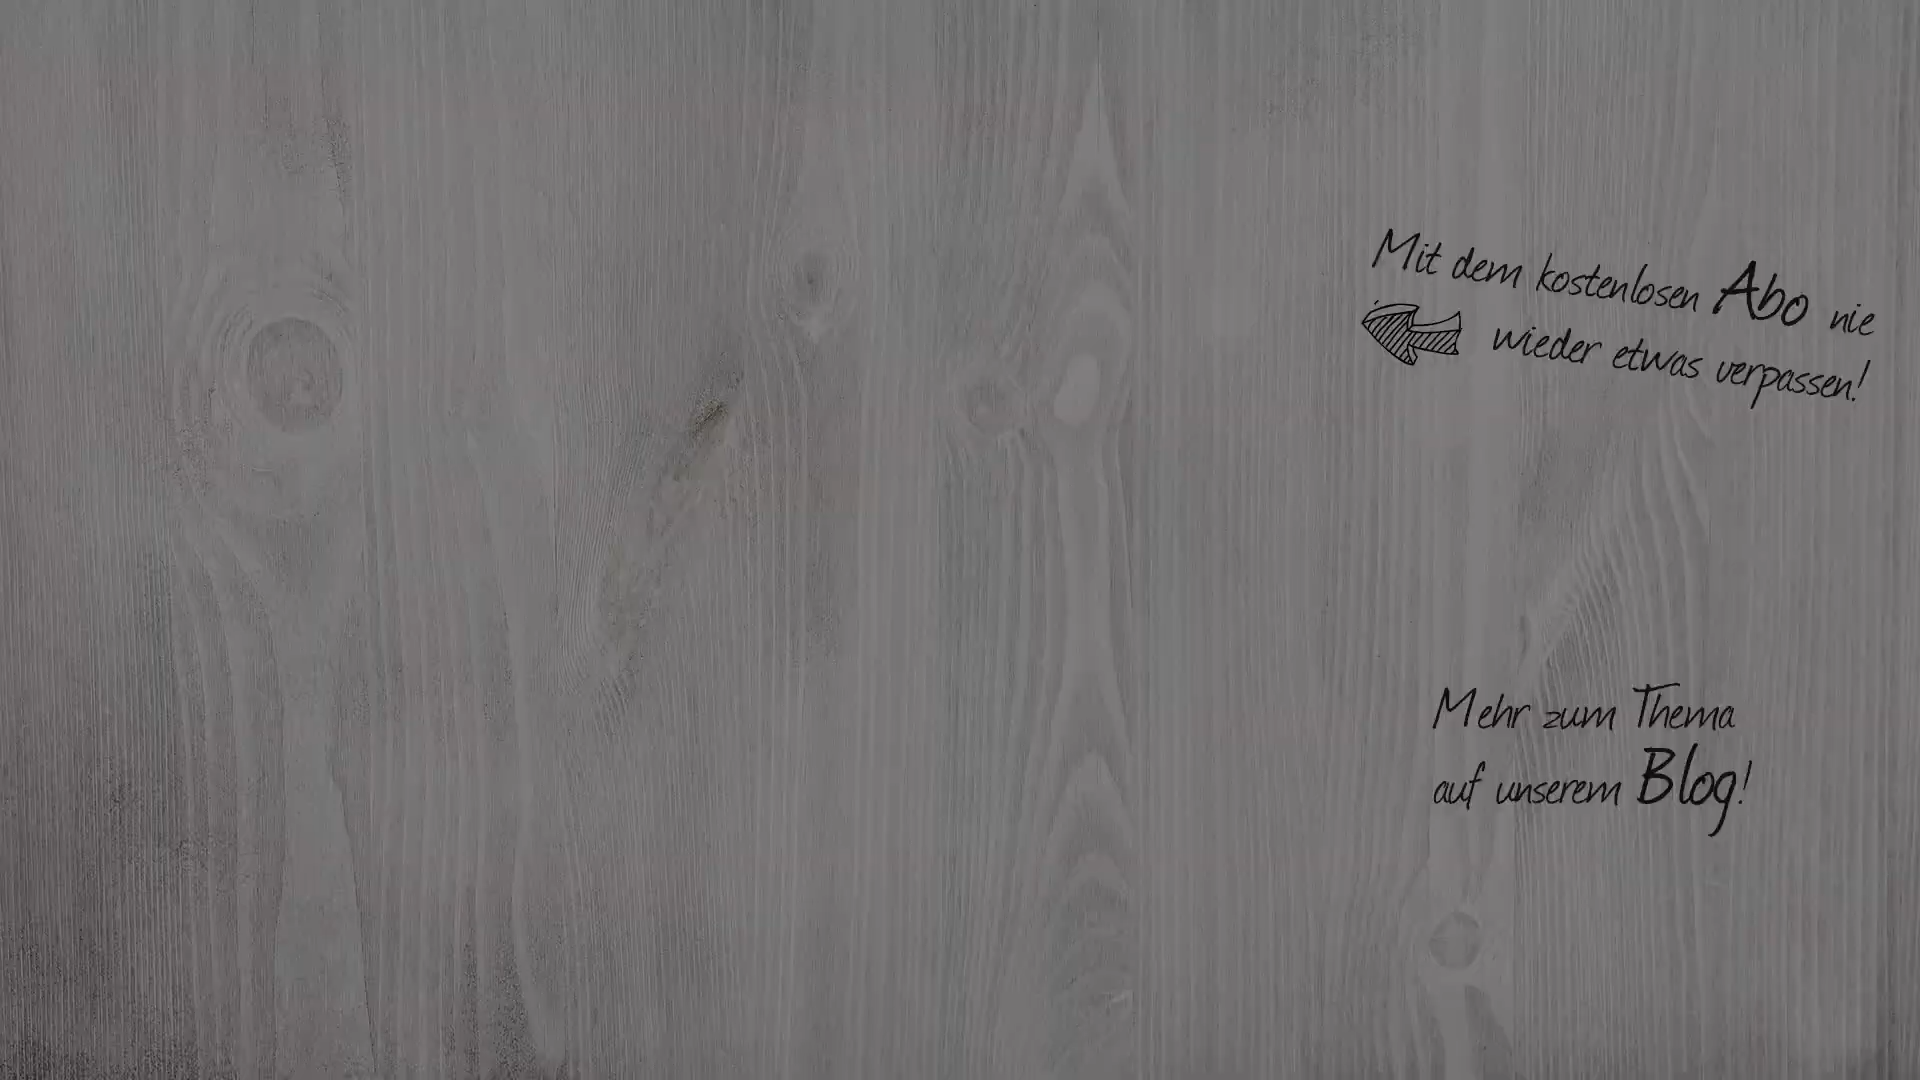 Mit dem kostenlosen Abo nie
wieder etwas verpassen!
Mehr zum Thema
auf unserem Blog!